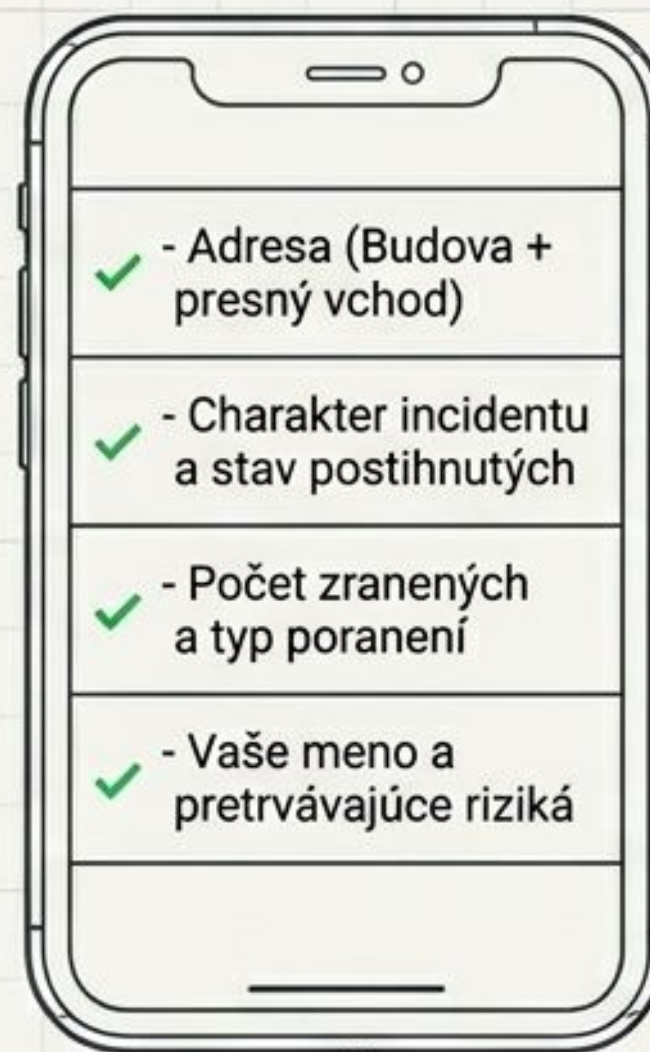 - Adresa (Budova +
presný vchod)
- Charakter incidentu
a stav postihnutých
- Počet zranených
a typ poranení
- Vaše meno a
pretrvávajúce riziká